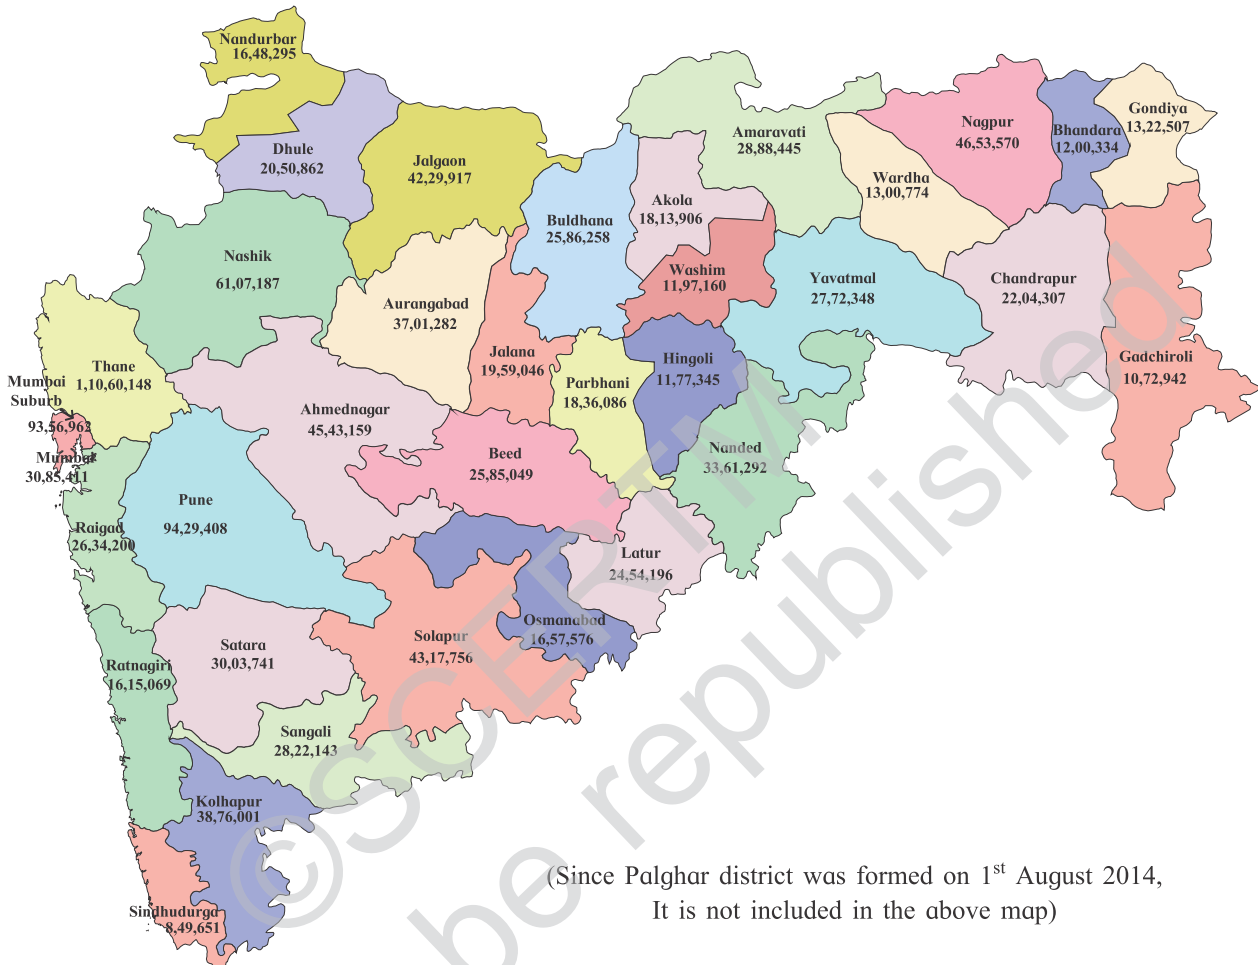 Nandurbar
16,48,295
Dhule
20,50,862
Jalgaon
42,29,917
Buldhana
25,86,258
Akola
18,13,906
Amaravati
28,88,445
Wardha
13,00,774
Nagpur
46,53,570
Bhandara
12,00,334
Gondiya
13,22,507
Nashik
61,07,187
Aurangabad
37,01,282
Jalana
19,59,046
Washim
11,97,160
Yavatmal
27,72,348
Chandrapur
22,04,307
Gadchiroli
10,72,942
Thane
1,10,60,148
Mumbai
Suburb
93,56,962
Mumbai
30,85,411
Ahmednagar
45,43,159
Parbhani
18,36,086
Hingoli
11,77,345
Nanded
33,61,292
Beed
25,85,049
Pune
94,29,408
Raigad
26,34,200
Latur
24,54,196
Osmanabad
16,57,576
Solapur
43,17,756
Satara
30,03,741
Ratnagiri
16,15,069
Sangali
28,22,143
Kolhapur
38,76,001
Sindhudurga
8,49,651
(Since Palghar district was formed on 1st August 2014,
It is not included in the above map)
©SCERTM
be republished